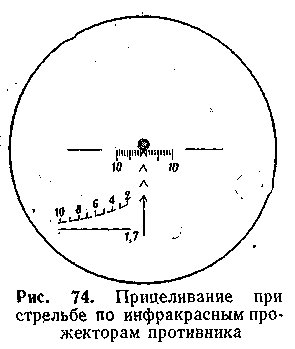 10 10
10 8 6 4 2
1,7
Рис. 74. Прицеливание при
стрельбе по инфракрасным про-
жекторам противника